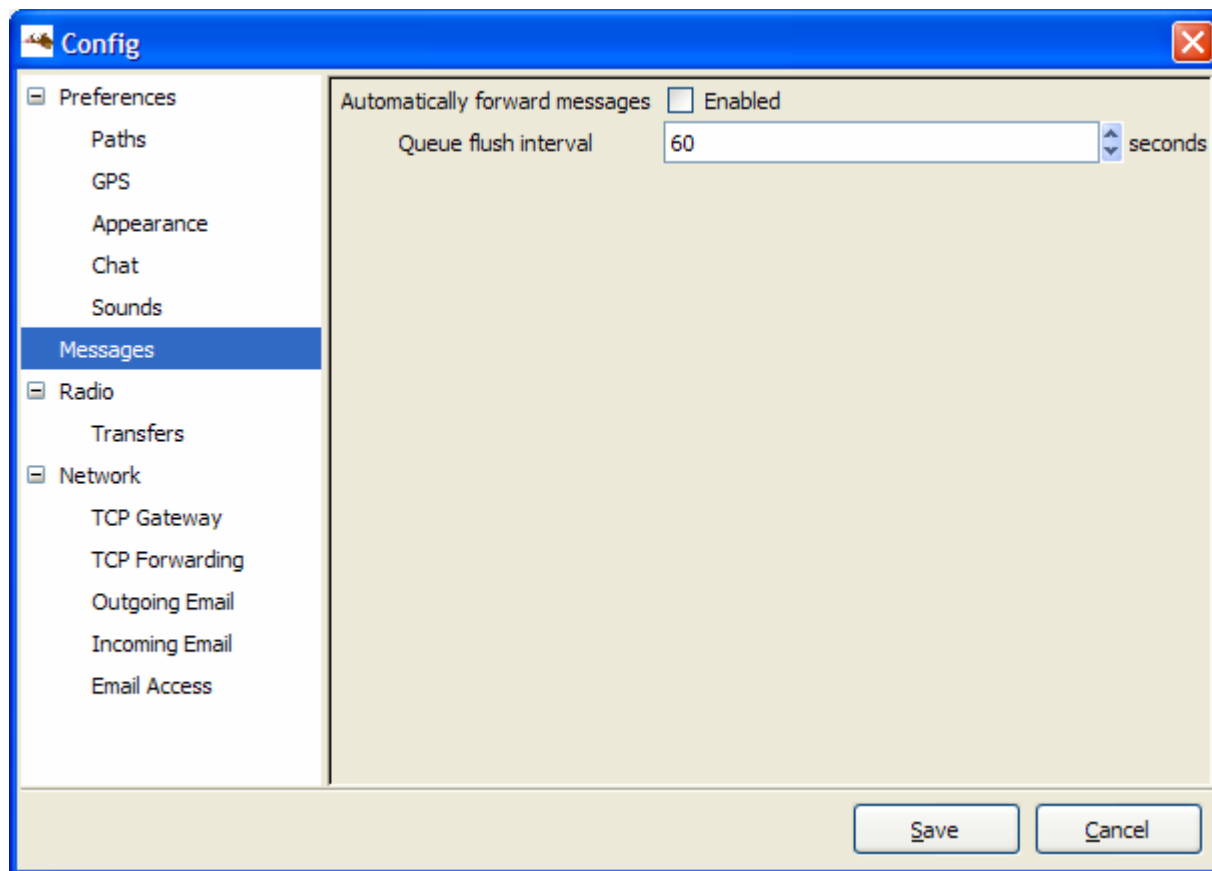 Config
Preferences
Paths
GPS
Appearance
Chat
Sounds
Messages
Radio
Transfers
Network
TCP Gateway
TCP Forwarding
Outgoing Email
Incoming Email
Email Access
Automatically forward messages Enabled
Queue flush interval 60 seconds
Save Cancel